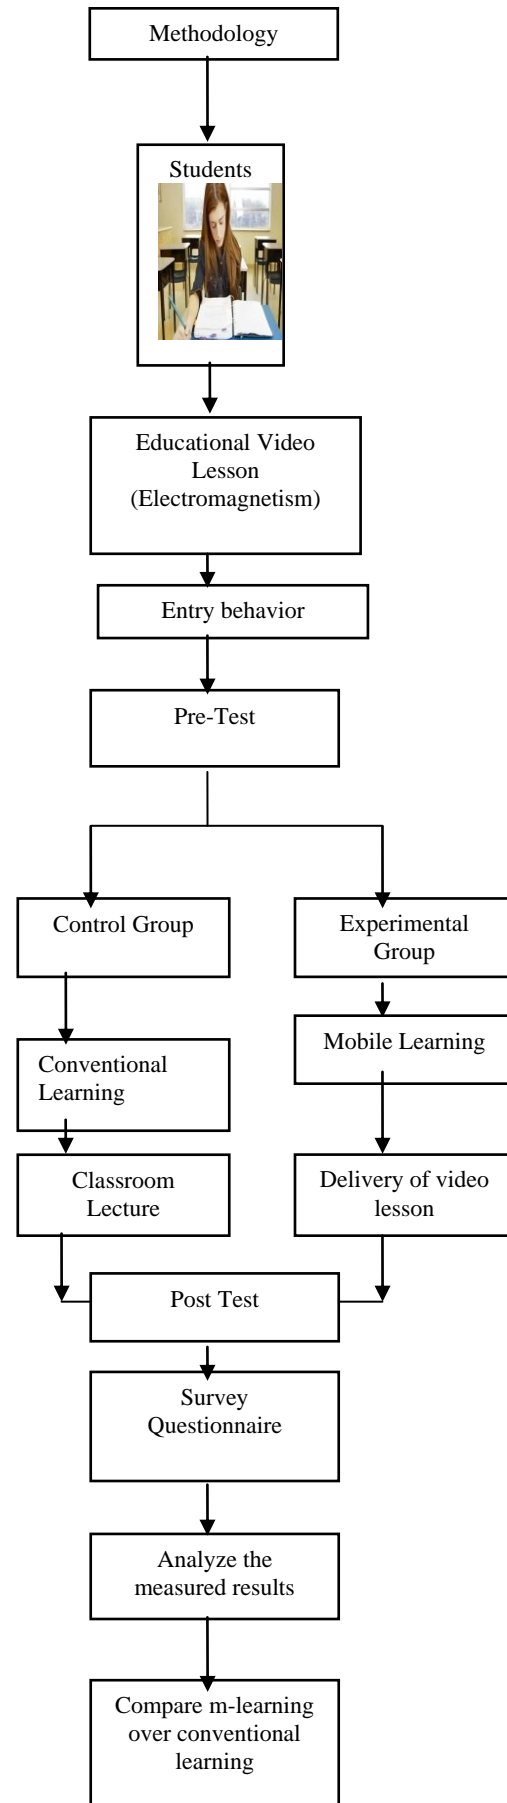 Methodology
Students
Educational Video
Lesson
(Electromagnetism)
Entry behavior
Pre-Test
Control Group
Experimental
Group
Conventional
Learning
Mobile Learning
Classroom
Lecture
Delivery of video
lesson
Post Test
Survey
Questionnaire
Analyze the
measured results
Compare m-learning
over conventional
learning